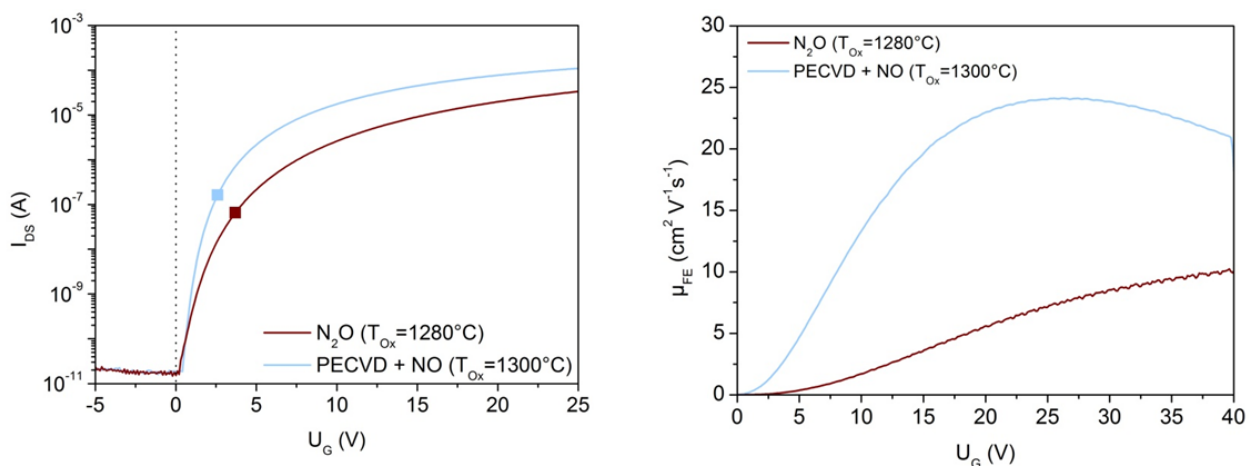 10⁻³
10⁻⁵
10⁻⁷
10⁻⁹
10⁻¹¹
I_DS (A)
N₂O (T_Ox=1280°C)
PECVD + NO (T_Ox=1300°C)
-5 0 5 10 15 20 25
U_G (V)
30
25
20
15
10
5
0
μ_FE (cm² V⁻¹s⁻¹)
N₂O (T_Ox=1280°C)
PECVD + NO (T_Ox=1300°C)
0 5 10 15 20 25 30 35 40
U_G (V)